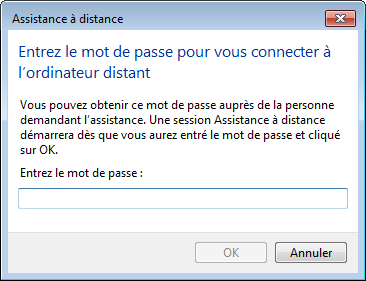 Assistance à distance
Entrez le mot de passe pour vous connecter à
l'ordinateur distant
Vous pouvez obtenir ce mot de passe auprès de la personne
demandant l'assistance. Une session Assistance à distance
démarrera dès que vous aurez entré le mot de passe et cliqué
sur OK.
Entrez le mot de passe :
OK
Annuler